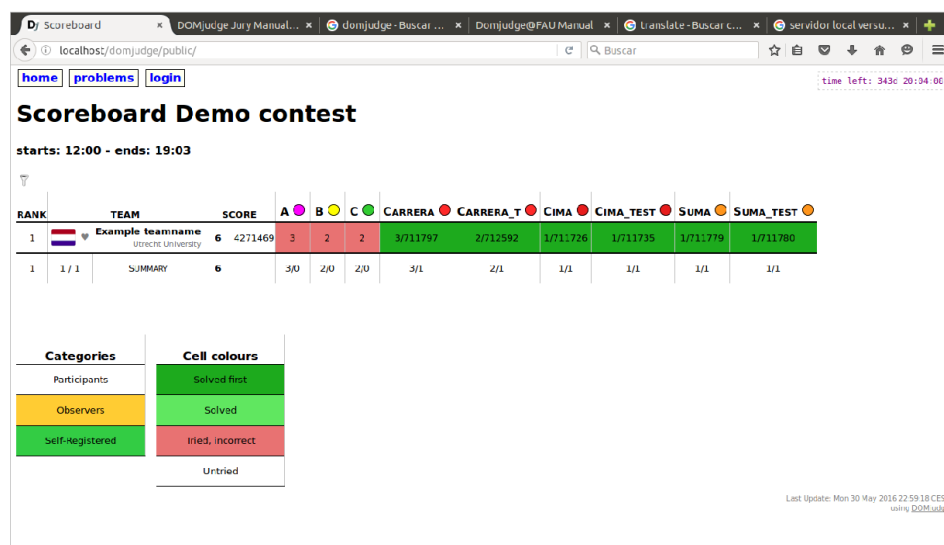 Dj Scoreboard × DOMjudge Jury Manual... × domjudge - Buscar ... × Domjudge@FAU Manual × translate - Buscar c... × servidor local versu... ×
localhost/domjudge/public/ Buscar
home problems login
time left: 343d 20:04:00
Scoreboard Demo contest
starts: 12:00 - ends: 19:03
RANK TEAM SCORE A B C CARRERA CARRERA_T CIMA CIMA_TEST SUMA SUMA_TEST
1 Example teamname 6 4271469 3 2 2 3/711797 2/712592 1/711726 1/711735 1/711779 1/711780
Utrecht University
1 1 / 1 SUMMARY 6 3/0 2/0 2/0 3/1 2/1 1/1 1/1 1/1 1/1
Categories Cell colours
Participants Solved first
Observers Solved
Self-Registered Tried, incorrect
Untried
Last Update: Mon 30 May 2016 22:59:18 CES
using DOMjudg